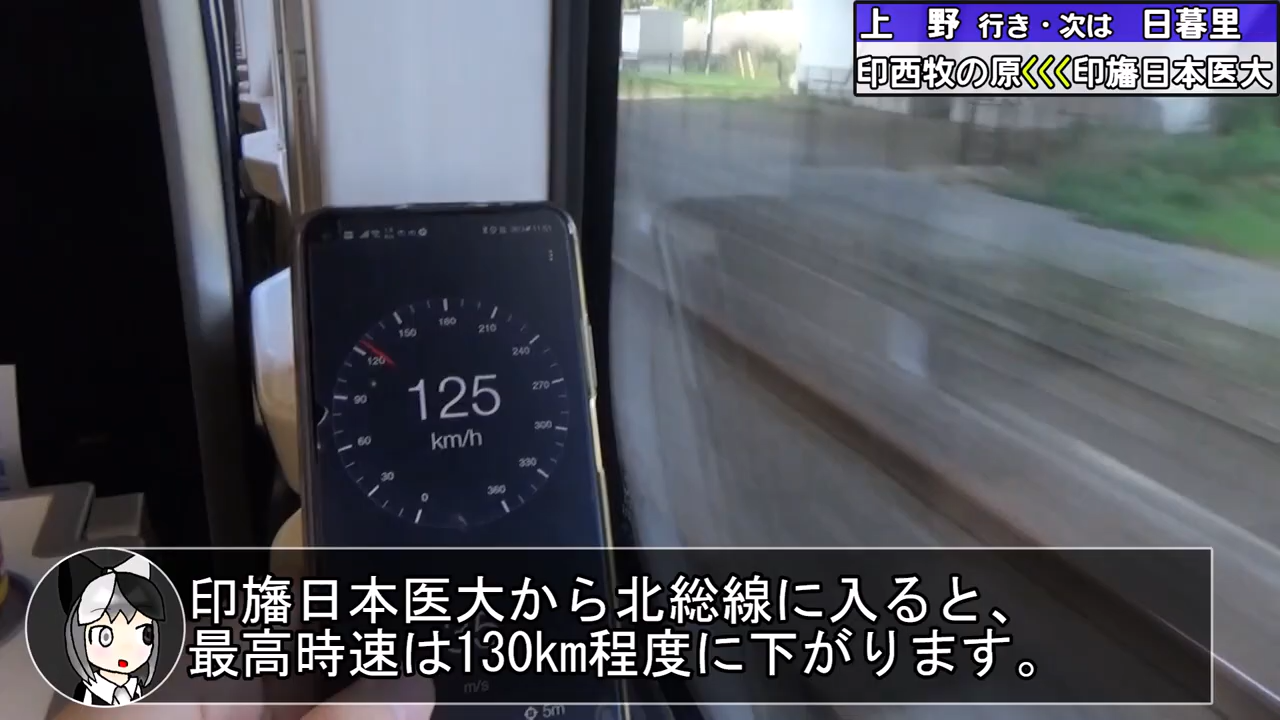 上 野 行き・次は 日暮里
印西牧の原<<<印旛日本医大
11:51
150 180 210
120 240
125
90 270
km/h
60 300
30 330
0 360
印旛日本医大から北総線に入ると、
最高時速は130km程度に下がります。
m/s
5m